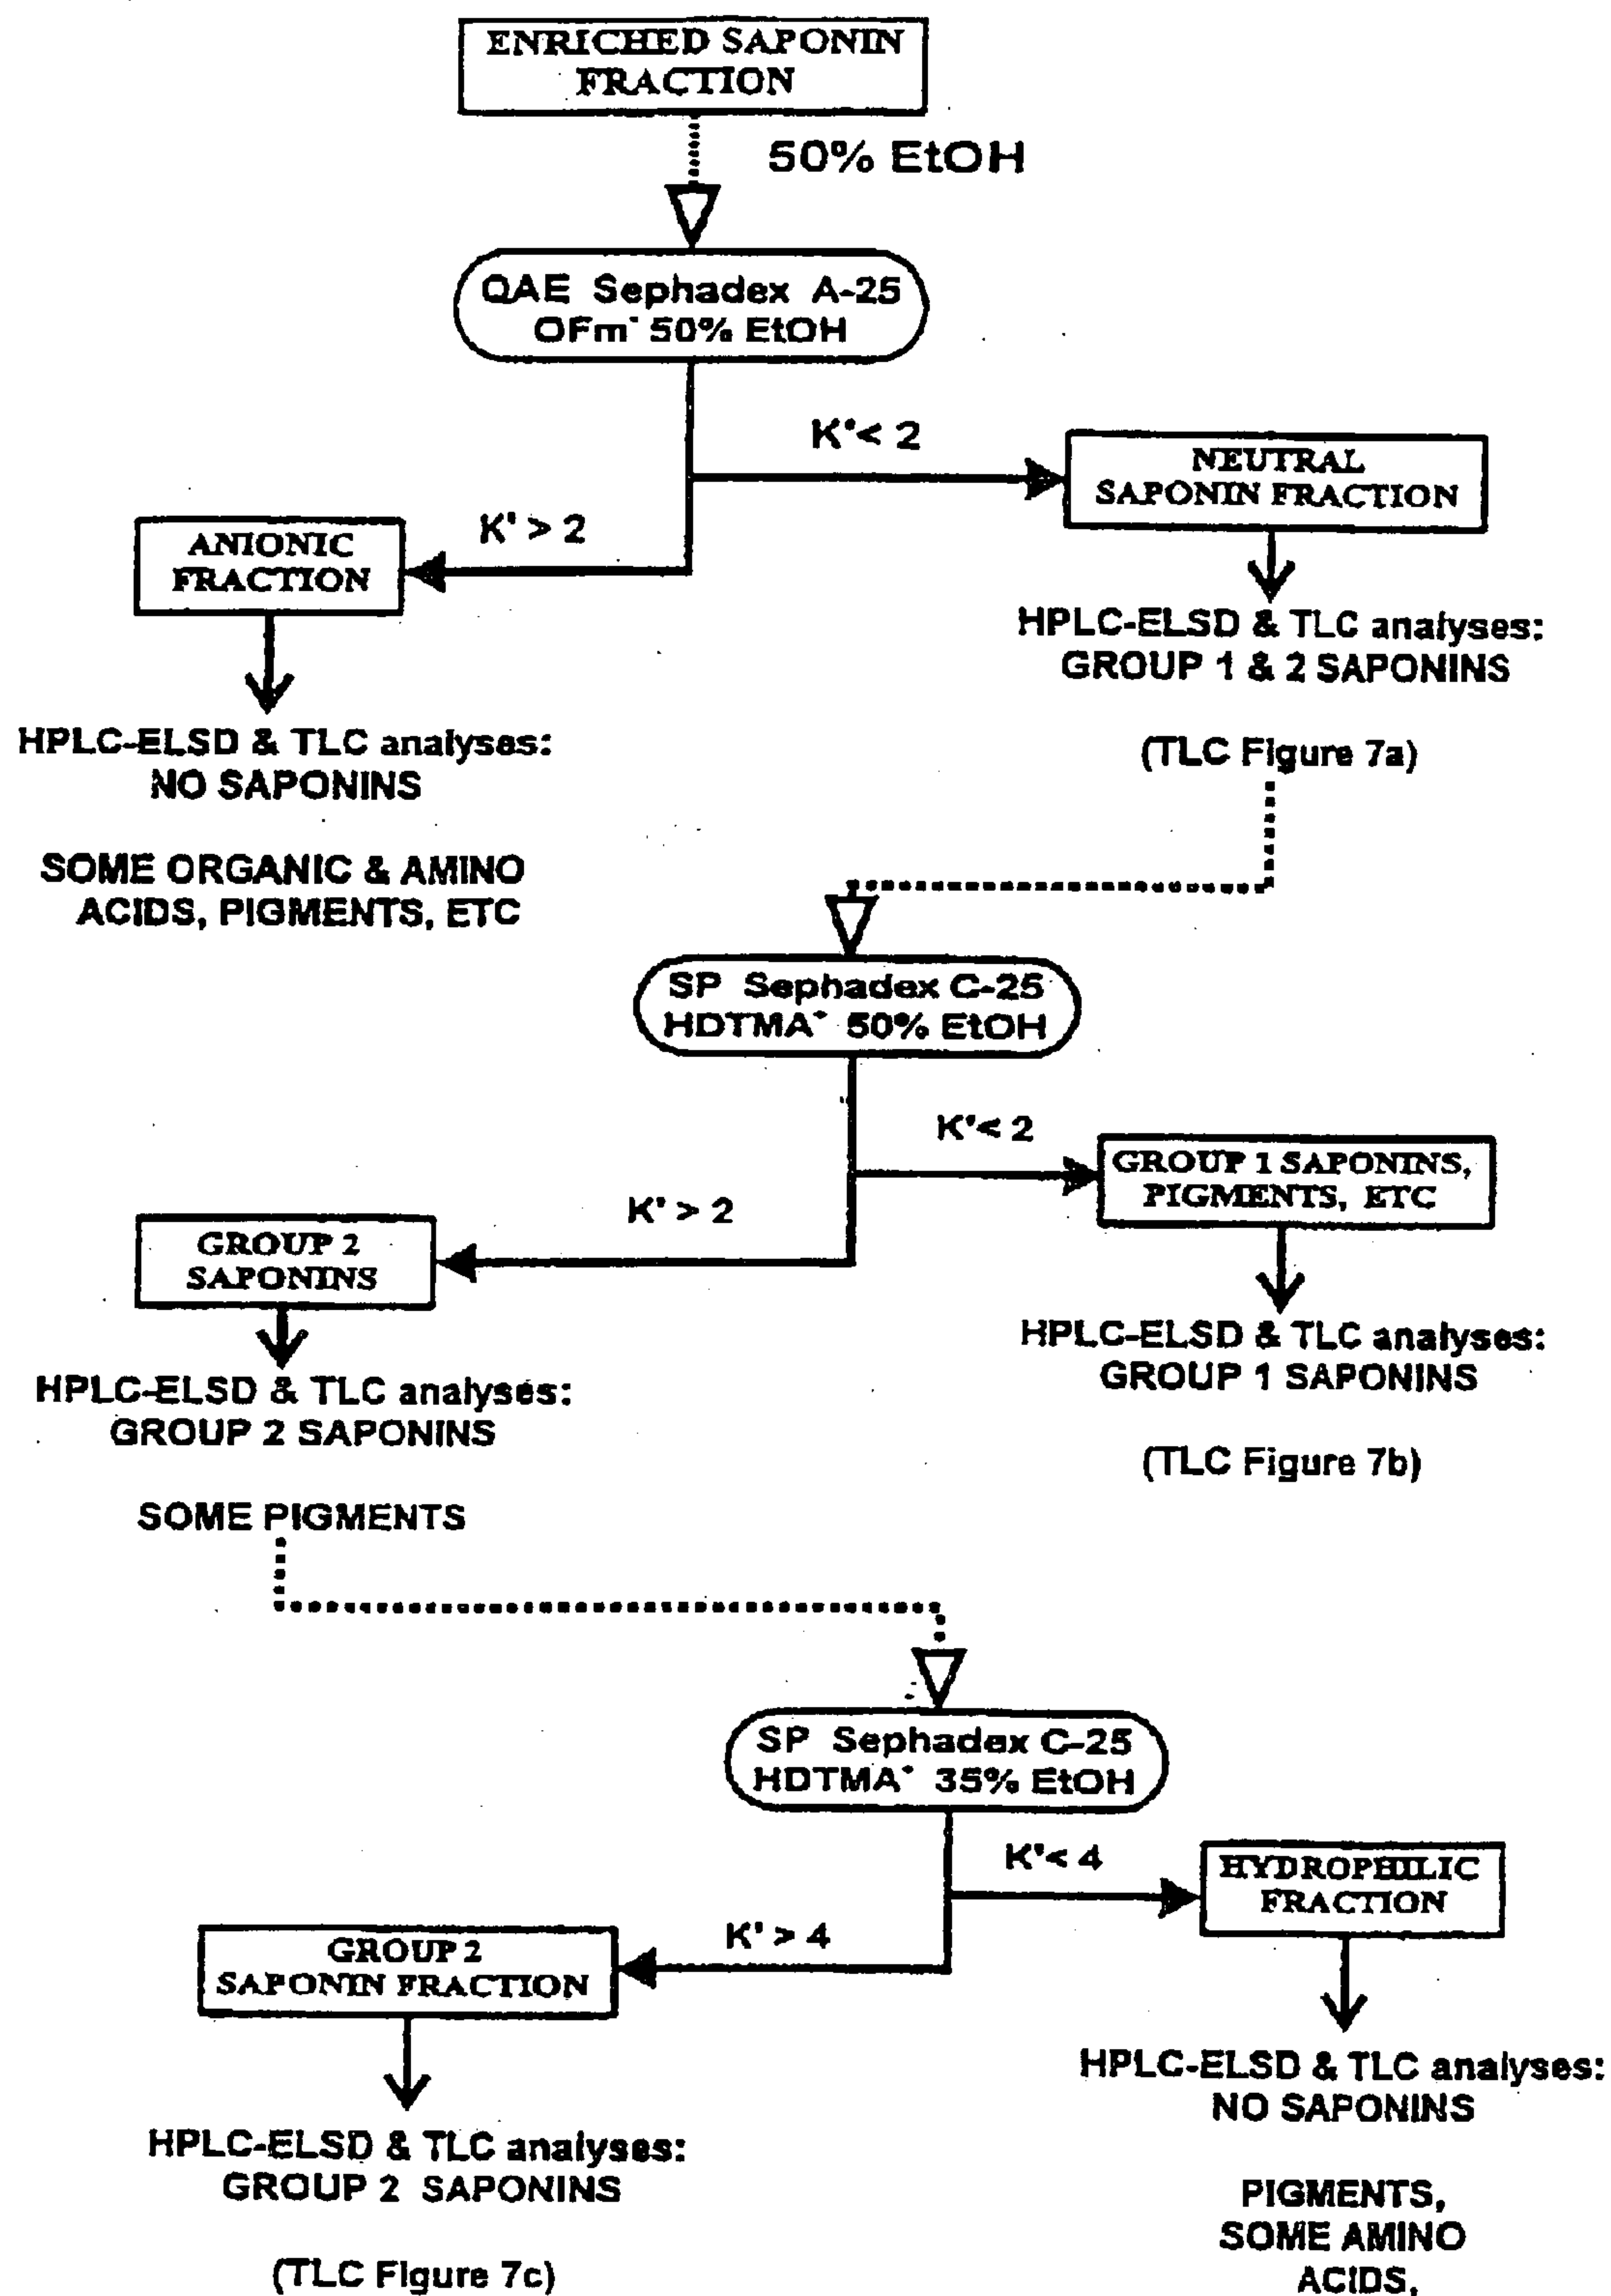 ENRICHED SAPONIN
FRACTION
50% EtOH
QAE Sephadex A-25
OFm⁻ 50% EtOH
K'< 2
NEUTRAL
SAPONIN FRACTION
K' > 2
ANIONIC
FRACTION
HPLC-ELSD & TLC analyses:
GROUP 1 & 2 SAPONINS
(TLC Figure 7a)
HPLC-ELSD & TLC analyses:
NO SAPONINS
SOME ORGANIC & AMINO
ACIDS, PIGMENTS, ETC
SP Sephadex C-25
HDTMA⁺ 50% EtOH
K'< 2
GROUP 1 SAPONINS,
PIGMENTS, ETC
K' > 2
GROUP 2
SAPONINS
HPLC-ELSD & TLC analyses:
GROUP 1 SAPONINS
(TLC Figure 7b)
HPLC-ELSD & TLC analyses:
GROUP 2 SAPONINS
SOME PIGMENTS
SP Sephadex C-25
HDTMA⁺ 35% EtOH
K'< 4
HYDROPHILIC
FRACTION
K' > 4
GROUP 2
SAPONIN FRACTION
HPLC-ELSD & TLC analyses:
NO SAPONINS
PIGMENTS,
SOME AMINO
ACIDS,
HPLC-ELSD & TLC analyses:
GROUP 2 SAPONINS
(TLC Figure 7c)